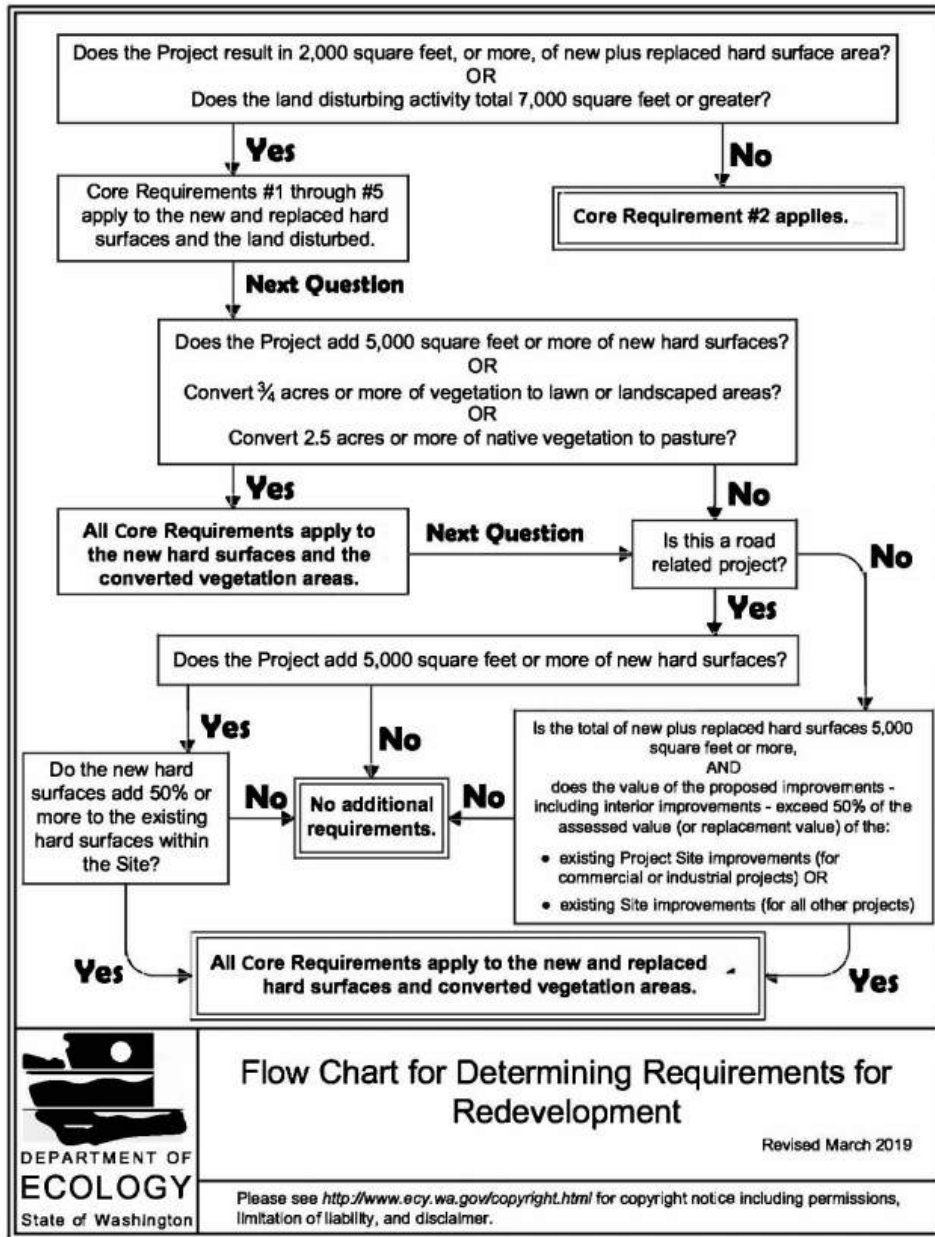 Does the Project result in 2,000 square feet, or more, of new plus replaced hard surface area?
OR
Does the land disturbing activity total 7,000 square feet or greater?
Yes
No
Core Requirements #1 through #5
apply to the new and replaced hard
surfaces and the land disturbed.
Core Requirement #2 applies.
Next Question
Does the Project add 5,000 square feet or more of new hard surfaces?
OR
Convert ¾ acres or more of vegetation to lawn or landscaped areas?
OR
Convert 2.5 acres or more of native vegetation to pasture?
Yes
No
All Core Requirements apply to
the new hard surfaces and the
converted vegetation areas.
Next Question
Is this a road
related project?
No
Yes
Does the Project add 5,000 square feet or more of new hard surfaces?
Yes
No
Do the new hard
surfaces add 50% or
more to the existing
hard surfaces within
the Site?
No
No additional
requirements.
No
Is the total of new plus replaced hard surfaces 5,000
square feet or more,
AND
does the value of the proposed improvements -
including interior improvements - exceed 50% of the
assessed value (or replacement value) of the:
• existing Project Site improvements (for
commercial or industrial projects) OR
• existing Site improvements (for all other projects)
Yes
All Core Requirements apply to the new and replaced
hard surfaces and converted vegetation areas.
Yes
DEPARTMENT OF
ECOLOGY
State of Washington
Flow Chart for Determining Requirements for
Redevelopment
Revised March 2019
Please see http://www.ecy.wa.gov/copyright.html for copyright notice including permissions,
limitation of liability, and disclaimer.